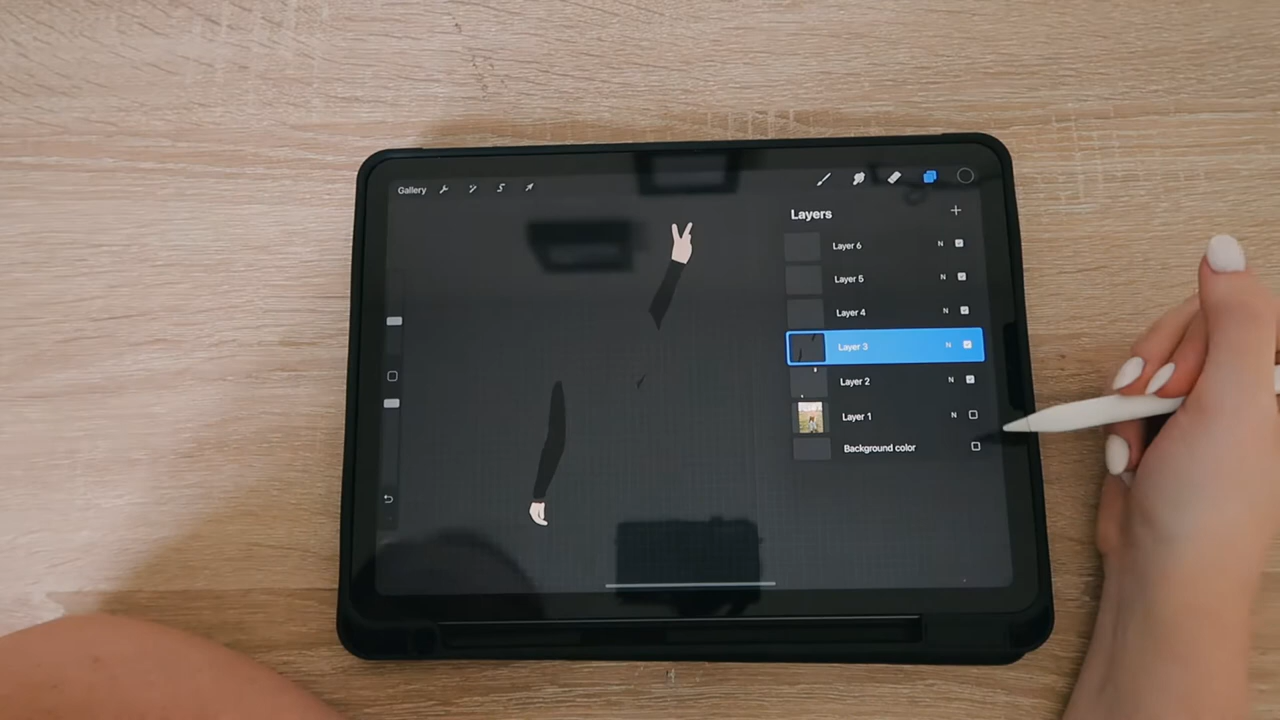 Gallery
Layers
Layer 6 N
Layer 5 N
Layer 4 N
Layer 3 N
Layer 2 N
Layer 1 N
Background color